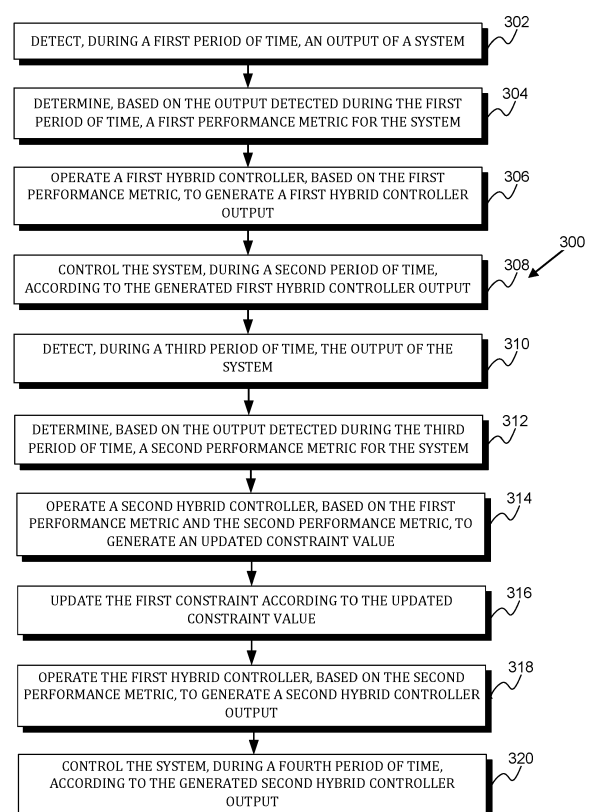 DETECT, DURING A FIRST PERIOD OF TIME, AN OUTPUT OF A SYSTEM
302
DETERMINE, BASED ON THE OUTPUT DETECTED DURING THE FIRST
PERIOD OF TIME, A FIRST PERFORMANCE METRIC FOR THE SYSTEM
304
OPERATE A FIRST HYBRID CONTROLLER, BASED ON THE FIRST
PERFORMANCE METRIC, TO GENERATE A FIRST HYBRID CONTROLLER
OUTPUT
306
300
CONTROL THE SYSTEM, DURING A SECOND PERIOD OF TIME,
ACCORDING TO THE GENERATED FIRST HYBRID CONTROLLER OUTPUT
308
DETECT, DURING A THIRD PERIOD OF TIME, THE OUTPUT OF THE
SYSTEM
310
DETERMINE, BASED ON THE OUTPUT DETECTED DURING THE THIRD
PERIOD OF TIME, A SECOND PERFORMANCE METRIC FOR THE SYSTEM
312
OPERATE A SECOND HYBRID CONTROLLER, BASED ON THE FIRST
PERFORMANCE METRIC AND THE SECOND PERFORMANCE METRIC, TO
GENERATE AN UPDATED CONSTRAINT VALUE
314
UPDATE THE FIRST CONSTRAINT ACCORDING TO THE UPDATED
CONSTRAINT VALUE
316
OPERATE THE FIRST HYBRID CONTROLLER, BASED ON THE SECOND
PERFORMANCE METRIC, TO GENERATE A SECOND HYBRID CONTROLLER
OUTPUT
318
CONTROL THE SYSTEM, DURING A FOURTH PERIOD OF TIME,
ACCORDING TO THE GENERATED SECOND HYBRID CONTROLLER
OUTPUT
320